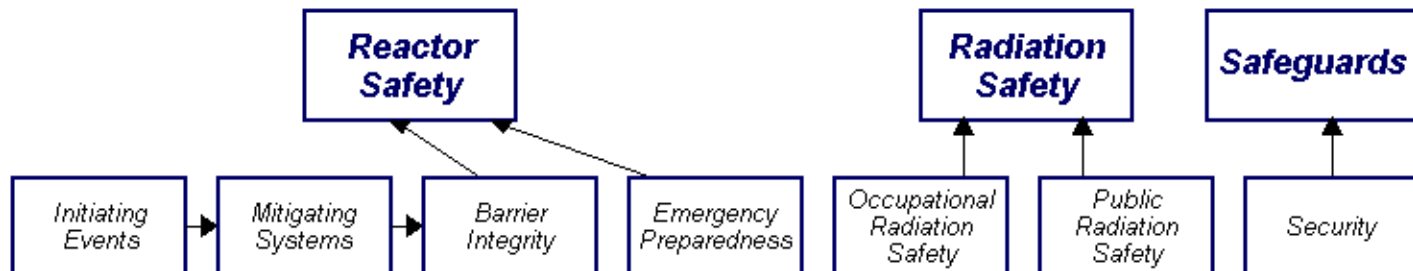 Reactor
Safety
Radiation
Safety
Safeguards
Initiating
Events
Mitigating
Systems
Barrier
Integrity
Emergency
Preparedness
Occupational
Radiation
Safety
Public
Radiation
Safety
Security